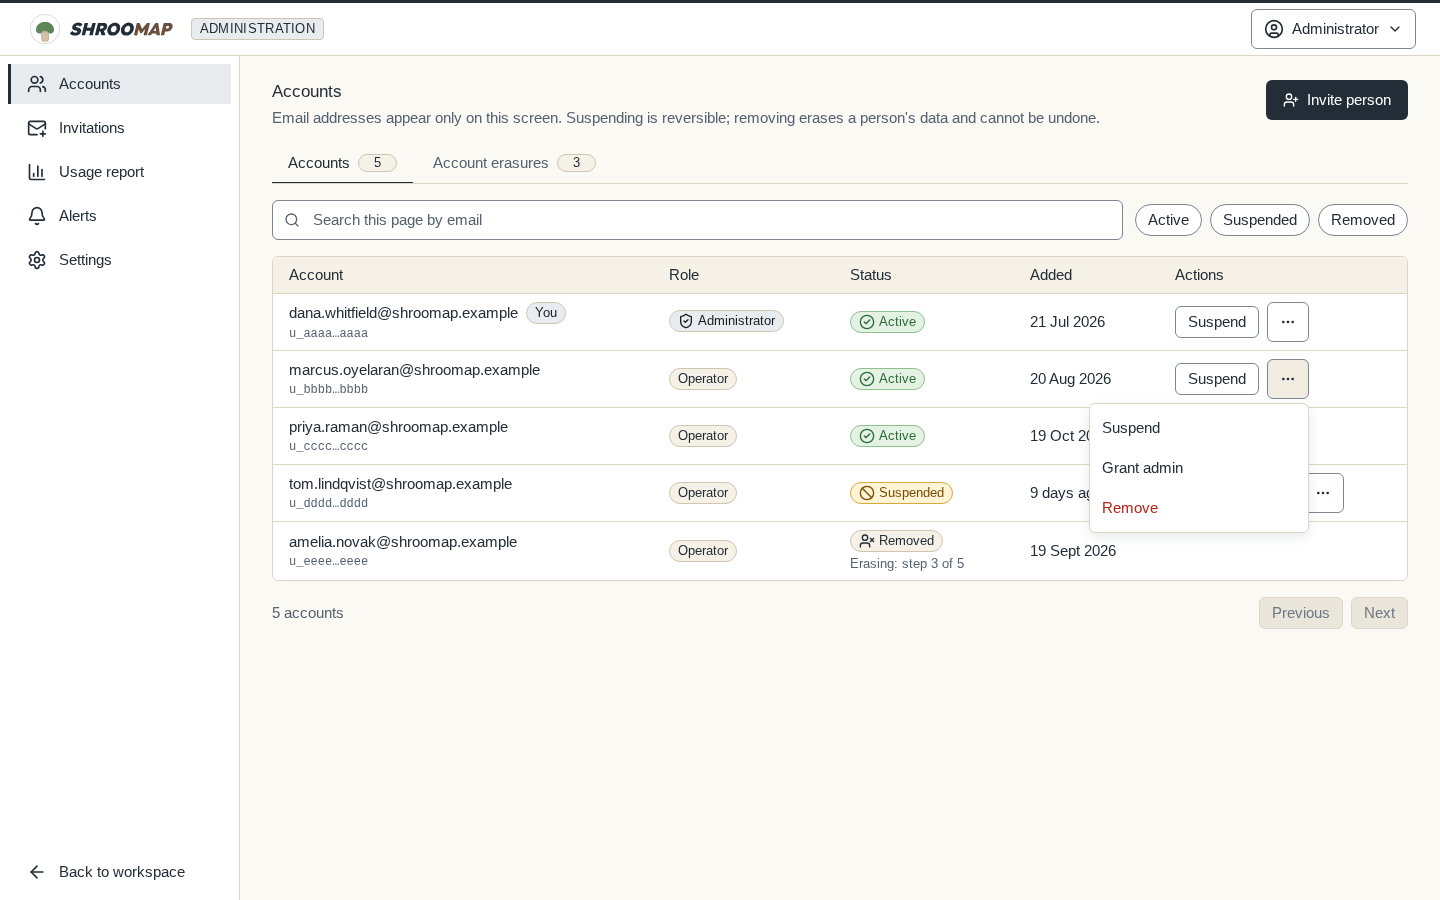 SHROOMAP ADMINISTRATION Administrator
Accounts
Invitations
Usage report
Alerts
Settings
Back to workspace
Accounts
Email addresses appear only on this screen. Suspending is reversible; removing erases a person's data and cannot be undone.
Invite person
Accounts 5 Account erasures 3
Search this page by email Active Suspended Removed
Account Role Status Added Actions
dana.whitfield@shroomap.example You
u_aaaa…aaaa
Administrator Active 21 Jul 2026 Suspend
marcus.oyelaran@shroomap.example
u_bbbb…bbbb
Operator Active 20 Aug 2026 Suspend
priya.raman@shroomap.example
u_cccc…cccc
Operator Active 19 Oct
tom.lindqvist@shroomap.example
u_dddd…dddd
Operator Suspended 9 days
amelia.novak@shroomap.example
u_eeee…eeee
Operator Removed
Erasing: step 3 of 5
19 Sept 2026
Suspend
Grant admin
Remove
5 accounts Previous Next